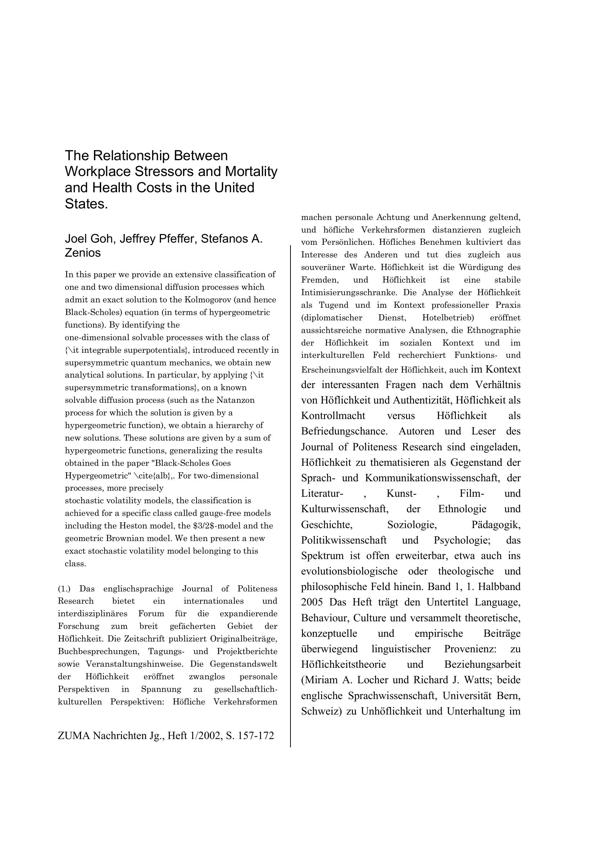 The Relationship Between
Workplace Stressors and Mortality
and Health Costs in the United
States.
Joel Goh, Jeffrey Pfeffer, Stefanos A.
Zenios
In this paper we provide an extensive classification of
one and two dimensional diffusion processes which
admit an exact solution to the Kolmogorov (and hence
Black-Scholes) equation (in terms of hypergeometric
functions). By identifying the
one-dimensional solvable processes with the class of
{\it integrable superpotentials}, introduced recently in
supersymmetric quantum mechanics, we obtain new
analytical solutions. In particular, by applying {\it
supersymmetric transformations}, on a known
solvable diffusion process (such as the Natanzon
process for which the solution is given by a
hypergeometric function), we obtain a hierarchy of
new solutions. These solutions are given by a sum of
hypergeometric functions, generalizing the results
obtained in the paper "Black-Scholes Goes
Hypergeometric" \cite{alb},. For two-dimensional
processes, more precisely
stochastic volatility models, the classification is
achieved for a specific class called gauge-free models
including the Heston model, the $3/2$-model and the
geometric Brownian model. We then present a new
exact stochastic volatility model belonging to this
class.
(1.) Das englischsprachige Journal of Politeness
Research bietet ein internationales und
interdisziplinäres Forum für die expandierende
Forschung zum breit gefächerten Gebiet der
Höflichkeit. Die Zeitschrift publiziert Originalbeiträge,
Buchbesprechungen, Tagungs- und Projektberichte
sowie Veranstaltungshinweise. Die Gegenstandswelt
der Höflichkeit eröffnet zwanglos personale
Perspektiven in Spannung zu gesellschaftlich-
kulturellen Perspektiven: Höfliche Verkehrsformen
ZUMA Nachrichten Jg., Heft 1/2002, S. 157-172
machen personale Achtung und Anerkennung geltend,
und höfliche Verkehrsformen distanzieren zugleich
vom Persönlichen. Höfliches Benehmen kultiviert das
Interesse des Anderen und tut dies zugleich aus
souveräner Warte. Höflichkeit ist die Würdigung des
Fremden, und Höflichkeit ist eine stabile
Intimisierungsschranke. Die Analyse der Höflichkeit
als Tugend und im Kontext professioneller Praxis
(diplomatischer Dienst, Hotelbetrieb) eröffnet
aussichtsreiche normative Analysen, die Ethnographie
der Höflichkeit im sozialen Kontext und im
interkulturellen Feld recherchiert Funktions- und
Erscheinungsvielfalt der Höflichkeit, auch im Kontext
der interessanten Fragen nach dem Verhältnis
von Höflichkeit und Authentizität, Höflichkeit als
Kontrollmacht versus Höflichkeit als
Befriedungschance. Autoren und Leser des
Journal of Politeness Research sind eingeladen,
Höflichkeit zu thematisieren als Gegenstand der
Sprach- und Kommunikationswissenschaft, der
Literatur- , Kunst- , Film- und
Kulturwissenschaft, der Ethnologie und
Geschichte, Soziologie, Pädagogik,
Politikwissenschaft und Psychologie; das
Spektrum ist offen erweiterbar, etwa auch ins
evolutionsbiologische oder theologische und
philosophische Feld hinein. Band 1, 1. Halbband
2005 Das Heft trägt den Untertitel Language,
Behaviour, Culture und versammelt theoretische,
konzeptuelle und empirische Beiträge
überwiegend linguistischer Provenienz: zu
Höflichkeitstheorie und Beziehungsarbeit
(Miriam A. Locher und Richard J. Watts; beide
englische Sprachwissenschaft, Universität Bern,
Schweiz) zu Unhöflichkeit und Unterhaltung im